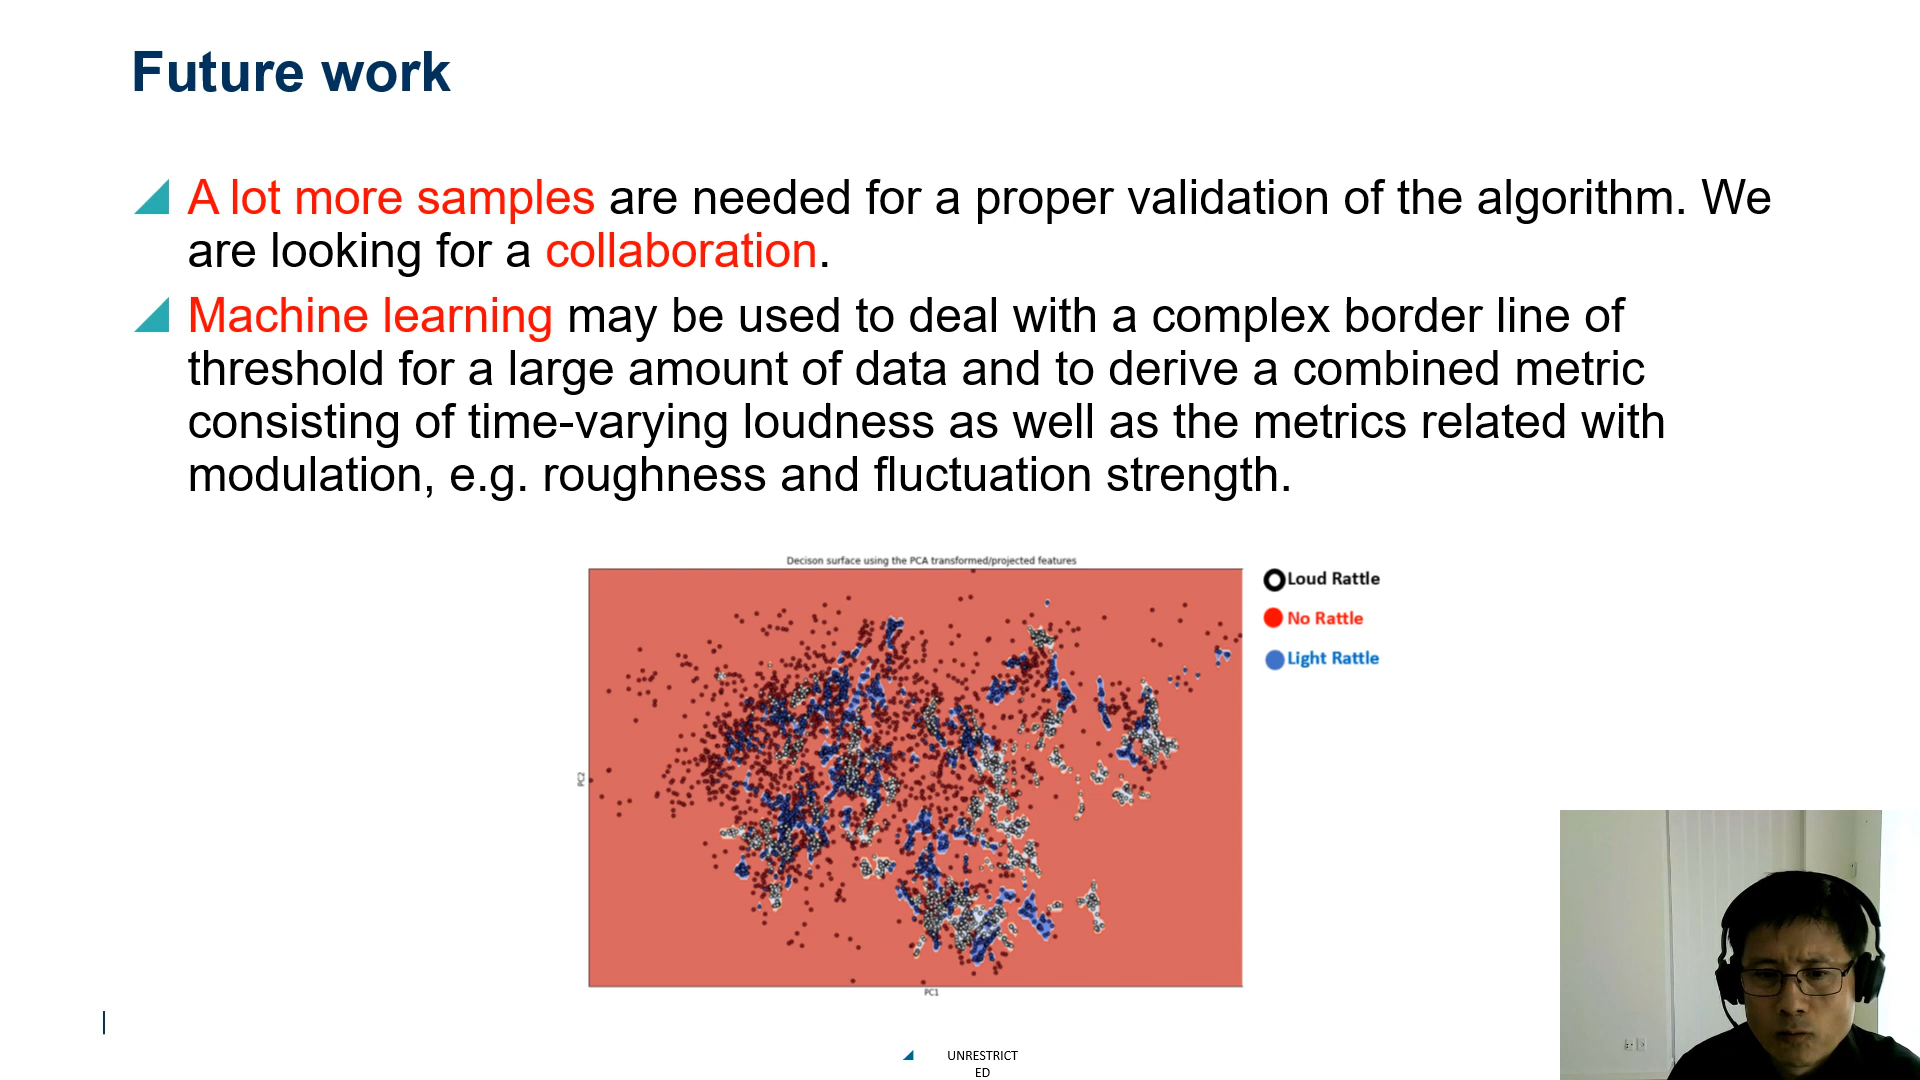 Future work
A lot more samples are needed for a proper validation of the algorithm. We
are looking for a collaboration.
Machine learning may be used to deal with a complex border line of
threshold for a large amount of data and to derive a combined metric
consisting of time-varying loudness as well as the metrics related with
modulation, e.g. roughness and fluctuation strength.
Decison surface using the PCA transformed/projected features
Loud Rattle
No Rattle
Light Rattle
PC2
PC1
UNRESTRICT
ED